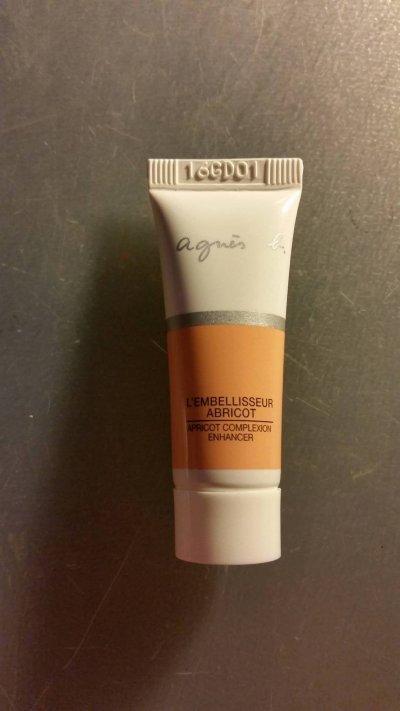 16GD01
agnès b.
L'EMBELLISSEUR
ABRICOT
APRICOT COMPLEXION
ENHANCER